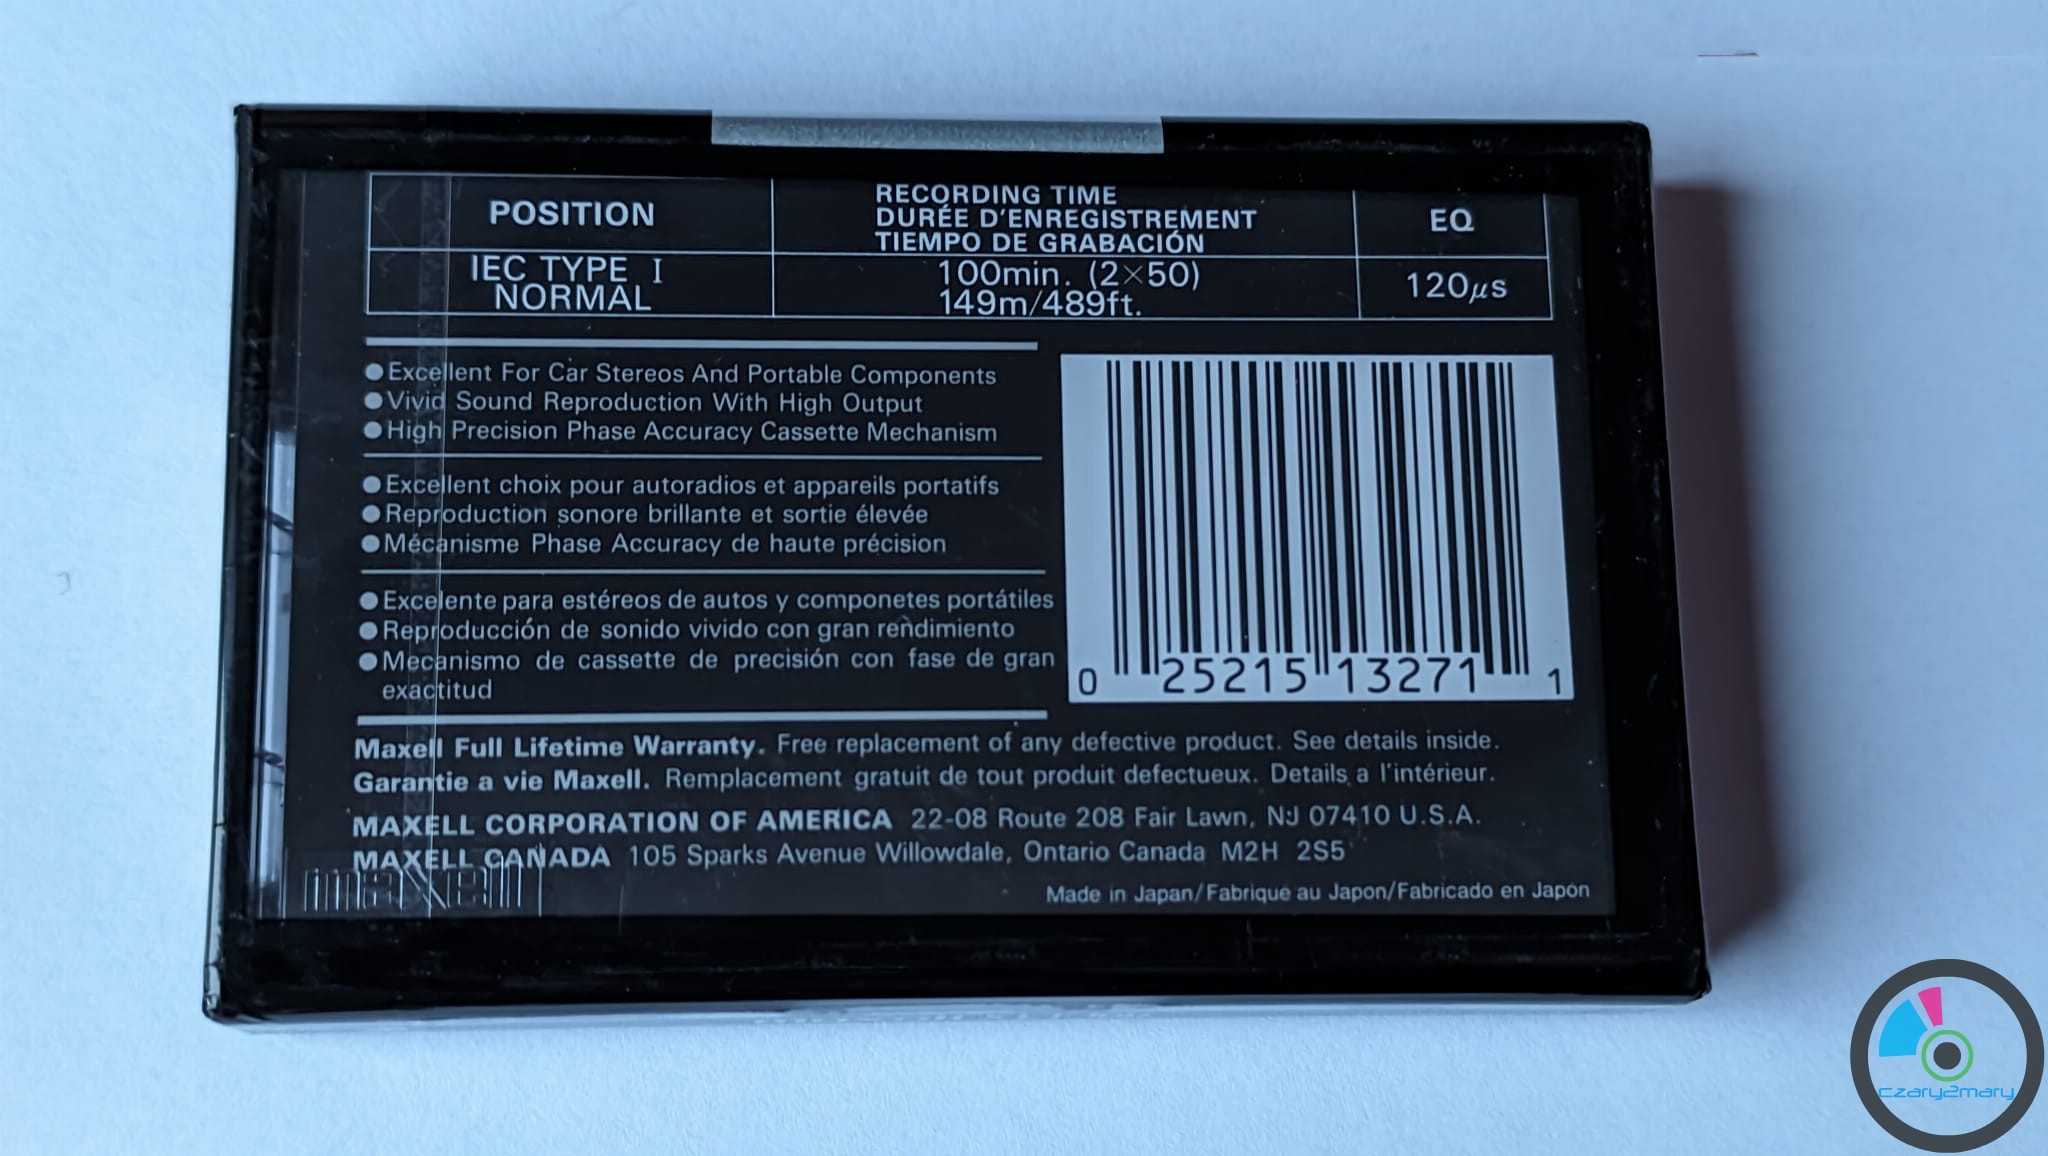 POSITION
RECORDING TIME
DURÉE D'ENREGISTREMENT
TIEMPO DE GRABACIÓN
EQ
IEC TYPE I
NORMAL
100min. (2×50)
149m/489ft.
120μs
●Excellent For Car Stereos And Portable Components
●Vivid Sound Reproduction With High Output
●High Precision Phase Accuracy Cassette Mechanism
●Excellent choix pour autoradios et appareils portatifs
●Reproduction sonore brillante et sortie élevée
●Mécanisme Phase Accuracy de haute précision
●Excelente para estéreos de autos y componetes portátiles
●Reproducción de sonido vivido con gran rendimiento
●Mecanismo de cassette de precisión con fase de gran
exactitud
0 25215 13271 1
Maxell Full Lifetime Warranty. Free replacement of any defective product. See details inside.
Garantie a vie Maxell. Remplacement gratuit de tout produit defectueux. Details a l'intérieur.
MAXELL CORPORATION OF AMERICA 22-08 Route 208 Fair Lawn, NJ 07410 U.S.A.
MAXELL CANADA 105 Sparks Avenue Willowdale, Ontario Canada M2H 2S5
maxell
Made in Japan/Fabrique au Japon/Fabricado en Japón
czary2mary